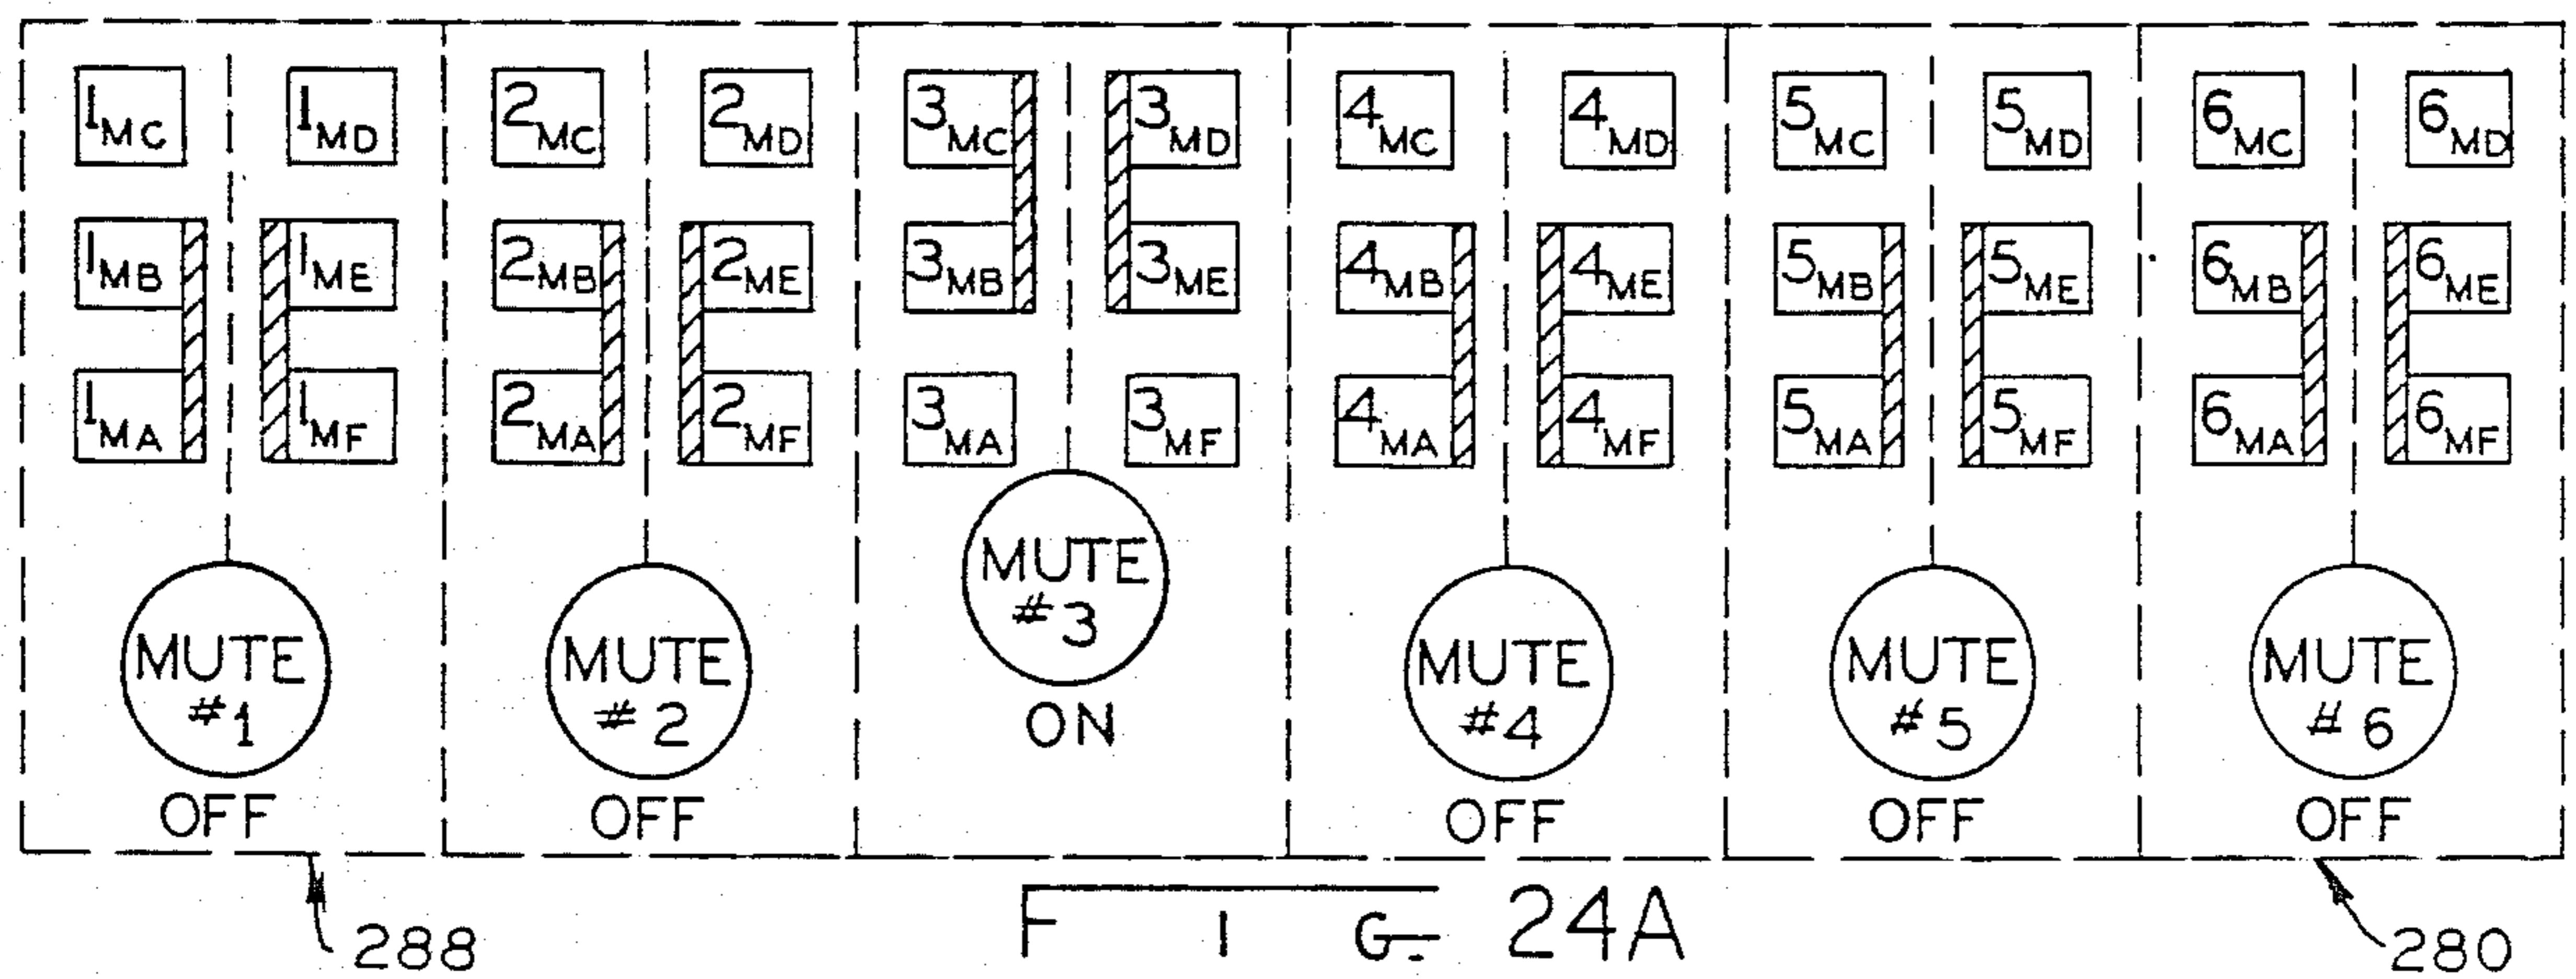 1MC 1MD 2MC 2MD 3MC 3MD 4MC 4MD 5MC 5MD 6MC 6MD
1MB 1ME 2MB 2ME 3MB 3ME 4MB 4ME 5MB 5ME 6MB 6ME
1MA 1MF 2MA 2MF 3MA 3MF 4MA 4MF 5MA 5MF 6MA 6MF
MUTE
#1
OFF
MUTE
#2
OFF
MUTE
#3
ON
MUTE
#4
OFF
MUTE
#5
OFF
MUTE
#6
OFF
288
FIG. 24A
280